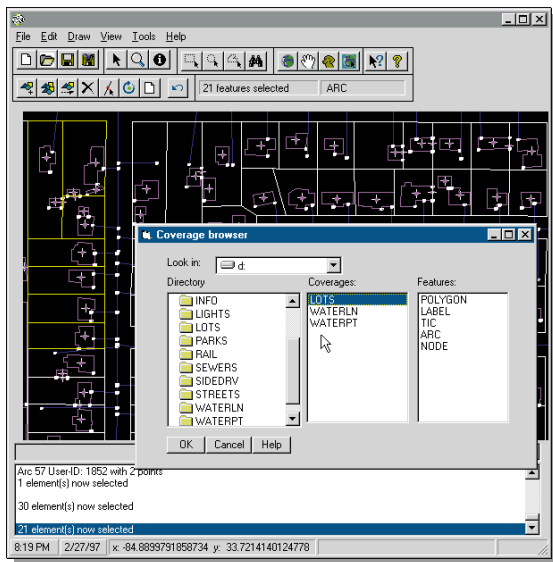 File Edit Draw View Tools Help
21 features selected ARC
Coverage browser
Look in: d:
Directory Coverages: Features:
INFO LOTS POLYGON
LIGHTS WATERLN LABEL
LOTS WATERPT TIC
PARKS ARC
RAIL NODE
SEWERS
SIDEDRV
STREETS
WATERLN
WATERPT
OK Cancel Help
Arc 57 User-ID: 1852 with 2 points
1 element(s) now selected
30 element(s) now selected
21 element(s) now selected
8:19 PM 2/27/97 x: -84.8899791858734 y: 33.7214140124778